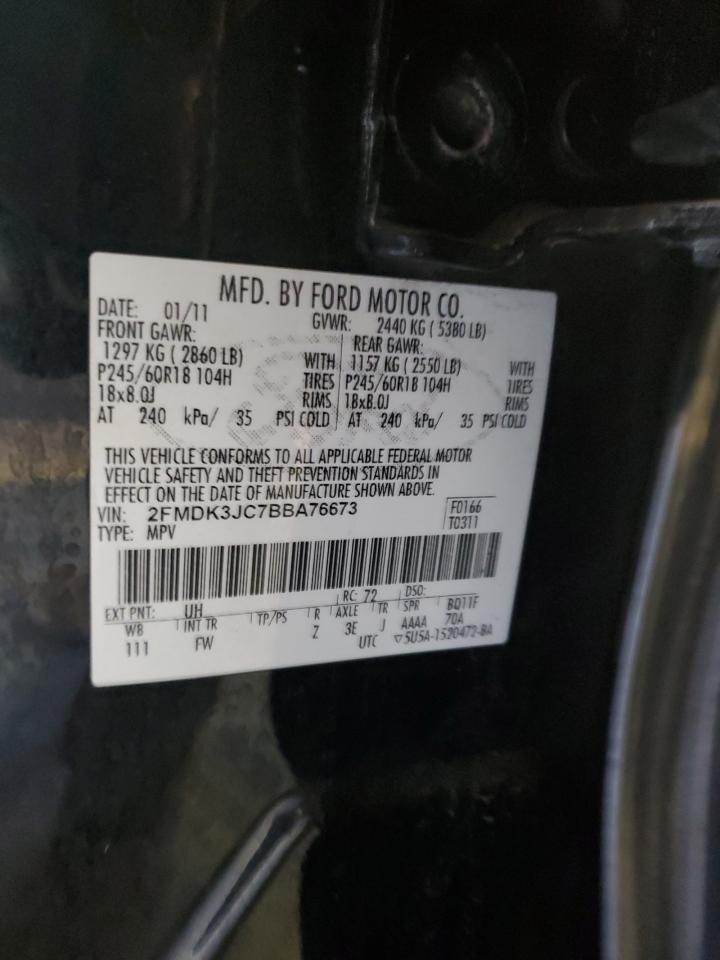 MFD. BY FORD MOTOR CO.
DATE: 01/11 GVWR: 2440 KG ( 5380 LB)
FRONT GAWR: REAR GAWR:
1297 KG ( 2860 LB) WITH 1157 KG ( 2550 LB) WITH
P245/60R18 104H TIRES P245/60R18 104H TIRES
18x8.0J RIMS 18x8.0J RIMS
AT 240 kPa/ 35 PSI COLD AT 240 kPa/ 35 PSI COLD
THIS VEHICLE CONFORMS TO ALL APPLICABLE FEDERAL MOTOR
VEHICLE SAFETY AND THEFT PREVENTION STANDARDS IN
EFFECT ON THE DATE OF MANUFACTURE SHOWN ABOVE.
VIN: 2FMDK3JC7BBA76673 F0166
TYPE: MPV T0311
EXT PNT: UH RC: 72 DSO:
WB INT TR TP/PS R AXLE TR SPR BQ11F
111 FW Z 3E J AAAA 70A
UTC ▽5U5A-1520472-BA